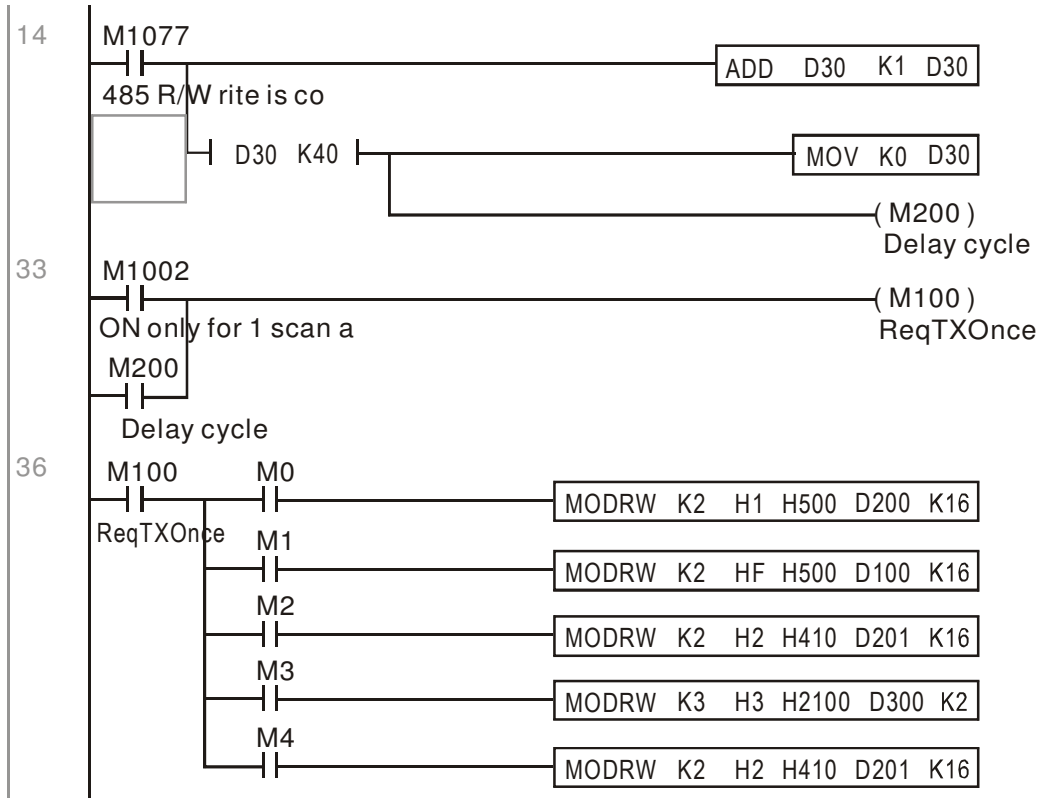 14
M1077
ADD D30 K1 D30
485 R/W rite is co
D30 K40
MOV K0 D30
( M200 )
Delay cycle
33
M1002
( M100 )
ON only for 1 scan a
ReqTXOnce
M200
Delay cycle
36
M100 M0
MODRW K2 H1 H500 D200 K16
ReqTXOnce
M1
MODRW K2 HF H500 D100 K16
M2
MODRW K2 H2 H410 D201 K16
M3
MODRW K3 H3 H2100 D300 K2
M4
MODRW K2 H2 H410 D201 K16